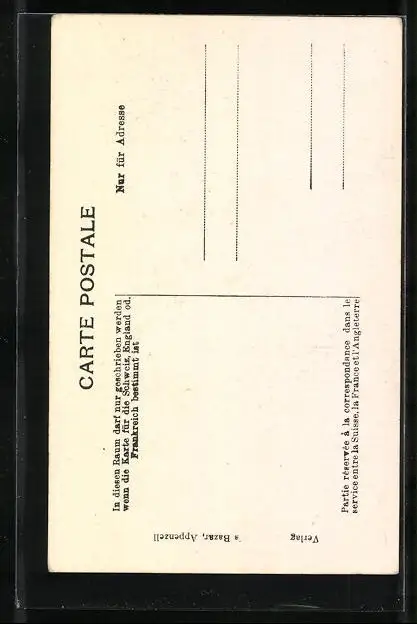 CARTE POSTALE
In diesen Raum darf nur geschrieben werden
wenn die Karte für die Schweiz, England od.
Frankreich bestimmt ist
Nur für Adresse
Partie réservée à la correspondance dans le
service entre la Suisse, la France et l'Angleterre
Verlag 's Bazar, Appenzell